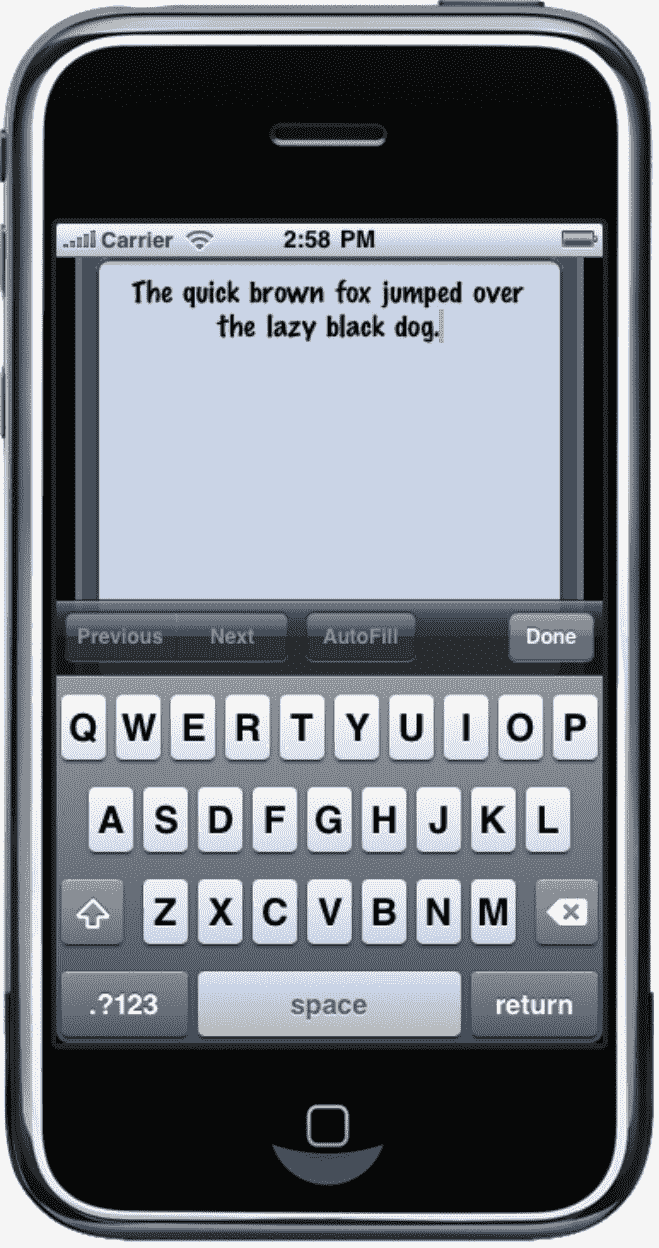 Carrier 2:58 PM
The quick brown fox jumped over
the lazy black dog.
Previous Next AutoFill Done
Q W E R T Y U I O P
A S D F G H J K L
Z X C V B N M
.?123 space return